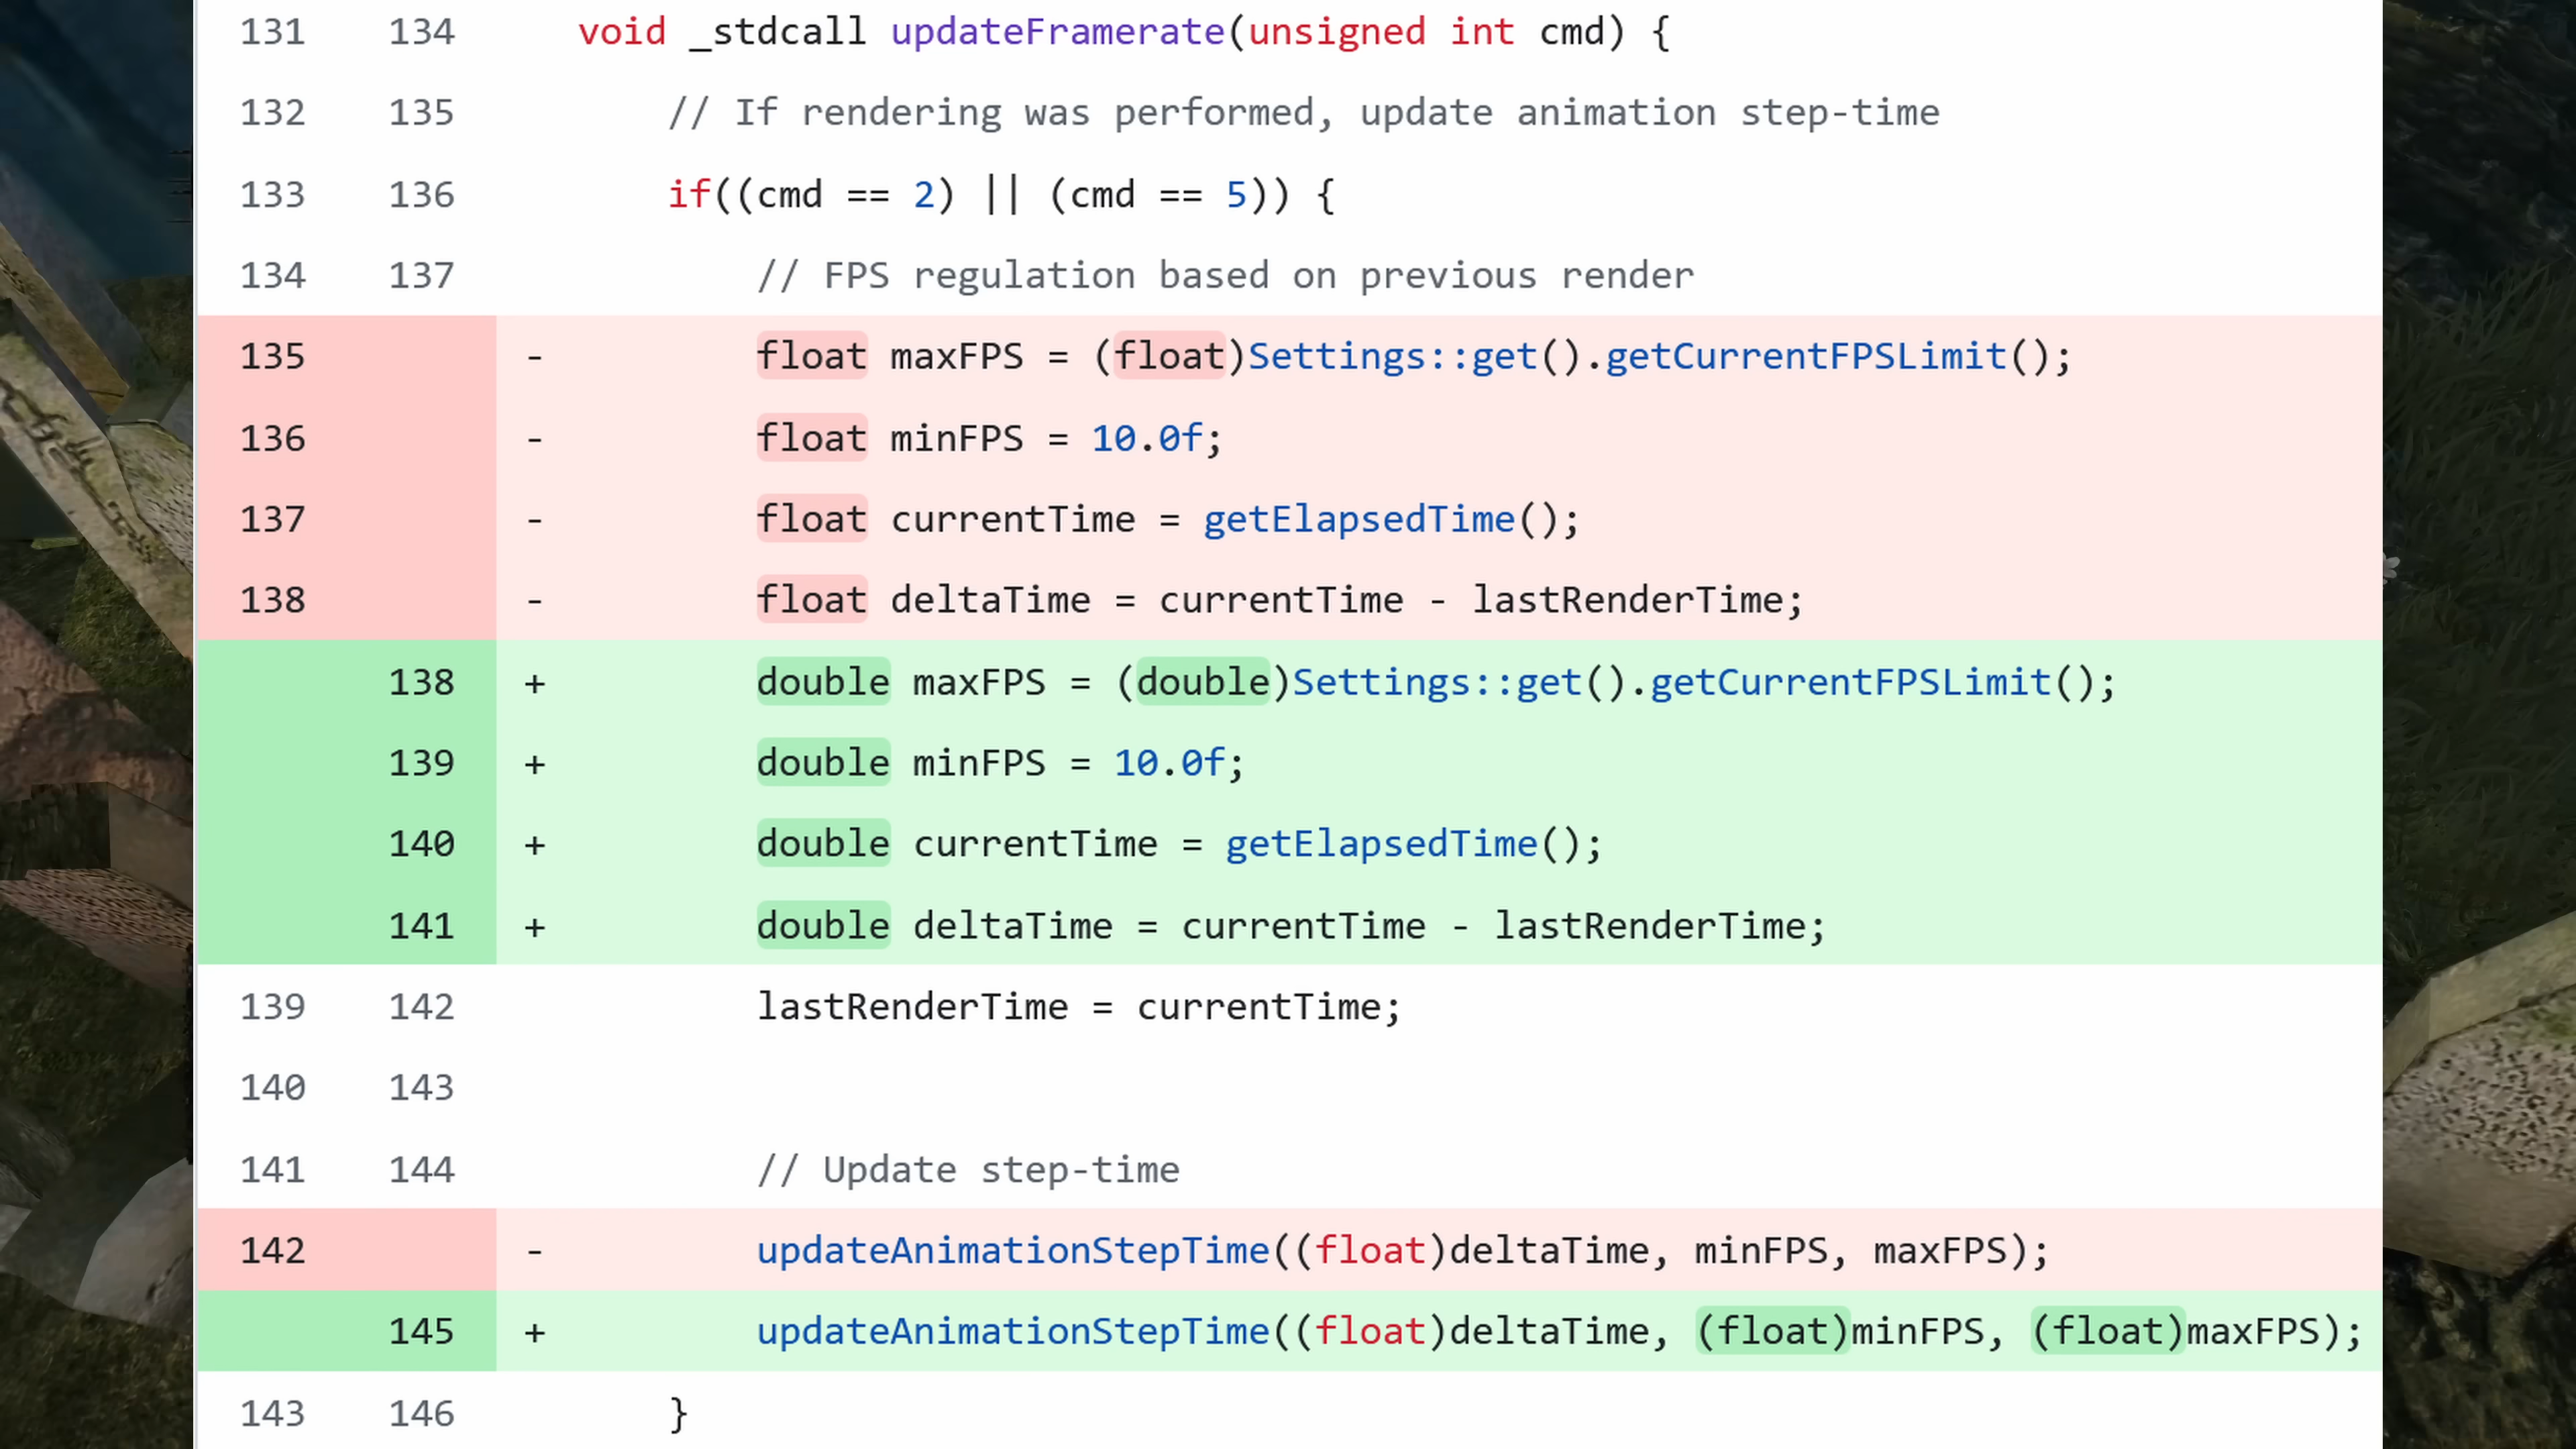 131 134 void _stdcall updateFramerate(unsigned int cmd) {
132 135 // If rendering was performed, update animation step-time
133 136 if((cmd == 2) || (cmd == 5)) {
134 137 // FPS regulation based on previous render
135 - float maxFPS = (float)Settings::get().getCurrentFPSLimit();
136 - float minFPS = 10.0f;
137 - float currentTime = getElapsedTime();
138 - float deltaTime = currentTime - lastRenderTime;
138 + double maxFPS = (double)Settings::get().getCurrentFPSLimit();
139 + double minFPS = 10.0f;
140 + double currentTime = getElapsedTime();
141 + double deltaTime = currentTime - lastRenderTime;
139 142 lastRenderTime = currentTime;
140 143
141 144 // Update step-time
142 - updateAnimationStepTime((float)deltaTime, minFPS, maxFPS);
145 + updateAnimationStepTime((float)deltaTime, (float)minFPS, (float)maxFPS);
143 146 }